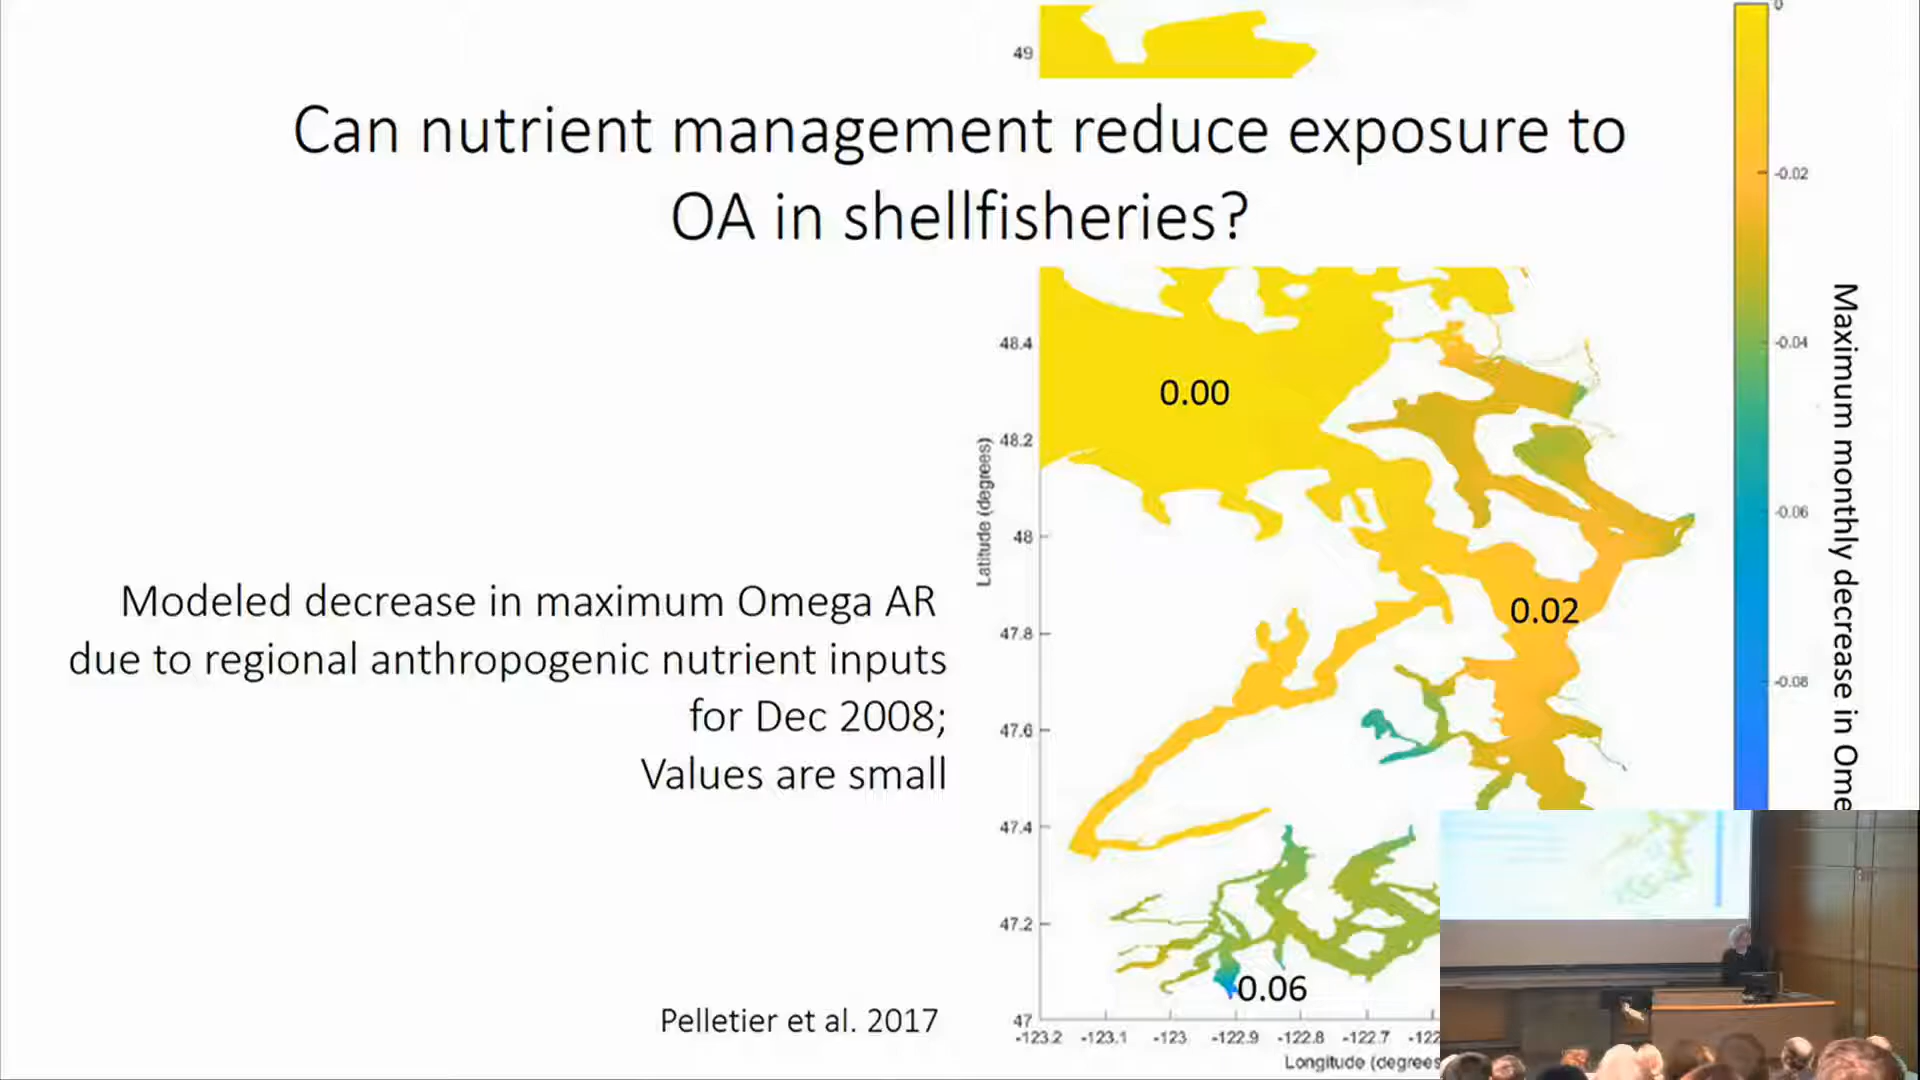 0
49
Can nutrient management reduce exposure to
OA in shellfisheries?
-0.02
48.4
-0.04
0.00
48.2
-0.06
48
Latitude (degrees)
Modeled decrease in maximum Omega AR
due to regional anthropogenic nutrient inputs
for Dec 2008;
Values are small
0.02
47.8
-0.08
47.6
47.4
47.2
0.06
47
Pelletier et al. 2017
-123.2 -123.1 -123 -122.9 -122.8 -122.7 -122
Longitude (degrees
Maximum monthly decrease in Ome